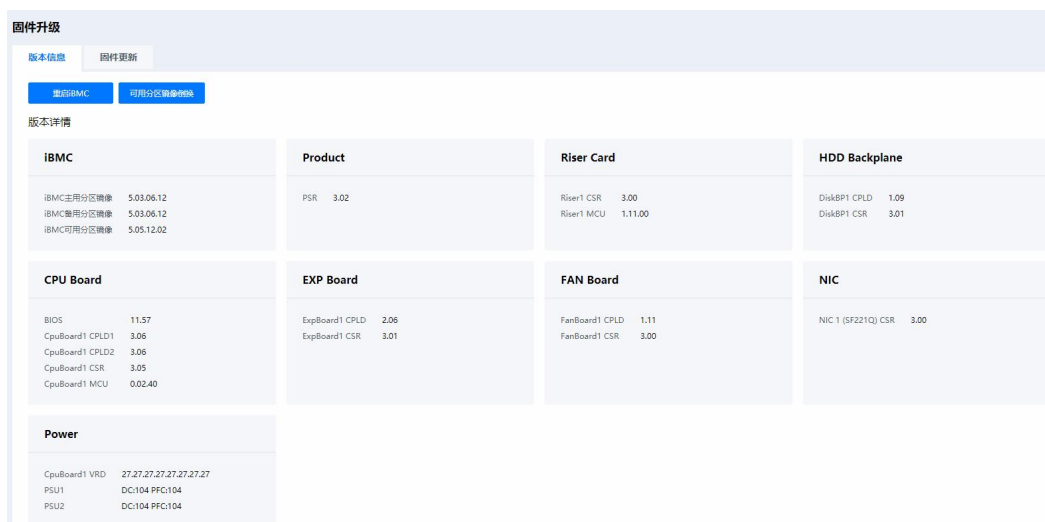 固件升级
版本信息 固件更新
重启iBMC 可用分区镜像切换
版本详情
iBMC
iBMC主用分区镜像 5.03.06.12
iBMC备用分区镜像 5.03.06.12
iBMC可用分区镜像 5.05.12.02
Product
PSR 3.02
Riser Card
Riser1 CSR 3.00
Riser1 MCU 1.11.00
HDD Backplane
DiskBP1 CPLD 1.09
DiskBP1 CSR 3.01
CPU Board
BIOS 11.57
CpuBoard1 CPLD1 3.06
CpuBoard1 CPLD2 3.06
CpuBoard1 CSR 3.05
CpuBoard1 MCU 0.02.40
EXP Board
ExpBoard1 CPLD 2.06
ExpBoard1 CSR 3.01
FAN Board
FanBoard1 CPLD 1.11
FanBoard1 CSR 3.00
NIC
NIC 1 (SF221Q) CSR 3.00
Power
CpuBoard1 VRD 27.27.27.27.27.27.27.27
PSU1 DC:104 PFC:104
PSU2 DC:104 PFC:104